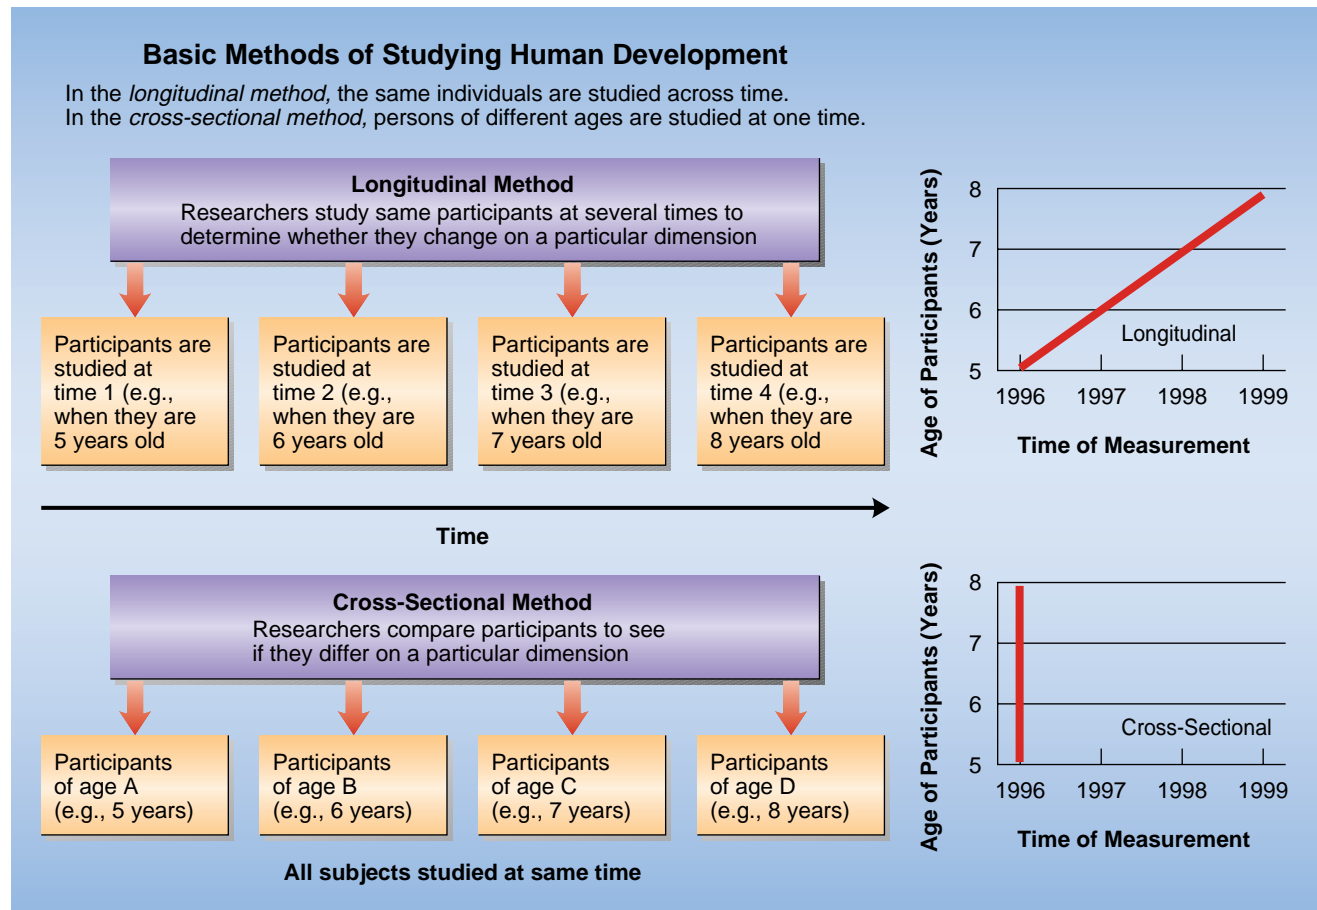 Basic Methods of Studying Human Development
In the longitudinal method, the same individuals are studied across time.
In the cross-sectional method, persons of different ages are studied at one time.
Longitudinal Method
Researchers study same participants at several times to
determine whether they change on a particular dimension
Participants are
studied at
time 1 (e.g.,
when they are
5 years old
Participants are
studied at
time 2 (e.g.,
when they are
6 years old
Participants are
studied at
time 3 (e.g.,
when they are
7 years old
Participants are
studied at
time 4 (e.g.,
when they are
8 years old
Time
Age of Participants (Years)
8
7
6
5
Longitudinal
1996 1997 1998 1999
Time of Measurement
Cross-Sectional Method
Researchers compare participants to see
if they differ on a particular dimension
Participants
of age A
(e.g., 5 years)
Participants
of age B
(e.g., 6 years)
Participants
of age C
(e.g., 7 years)
Participants
of age D
(e.g., 8 years)
All subjects studied at same time
Age of Participants (Years)
8
7
6
5
Cross-Sectional
1996 1997 1998 1999
Time of Measurement